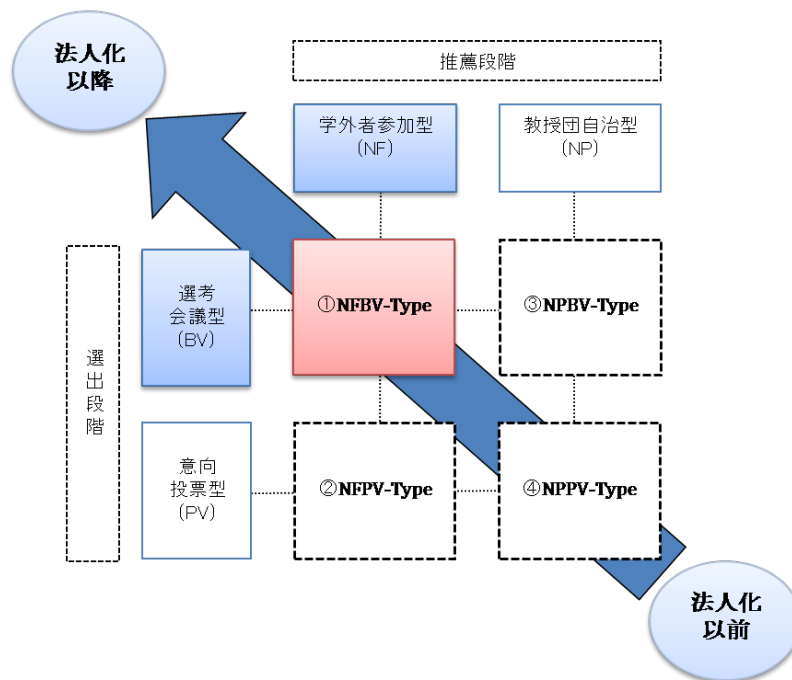 法人化
以降
推薦段階
学外者参加型
（NF）
教授団自治型
（NP）
選出段階
選考
会議型
（BV）
①NFBV-Type
③NPBV-Type
意向
投票型
（PV）
②NFPV-Type
④NPPV-Type
法人化
以前